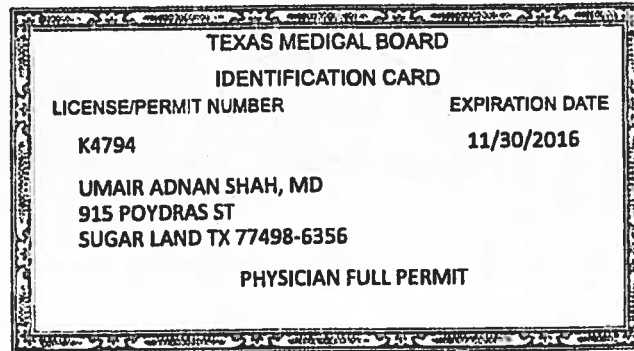 TEXAS MEDICAL BOARD
IDENTIFICATION CARD
LICENSE/PERMIT NUMBER EXPIRATION DATE
K4794 11/30/2016
UMAIR ADNAN SHAH, MD
915 POYDRAS ST
SUGAR LAND TX 77498-6356
PHYSICIAN FULL PERMIT